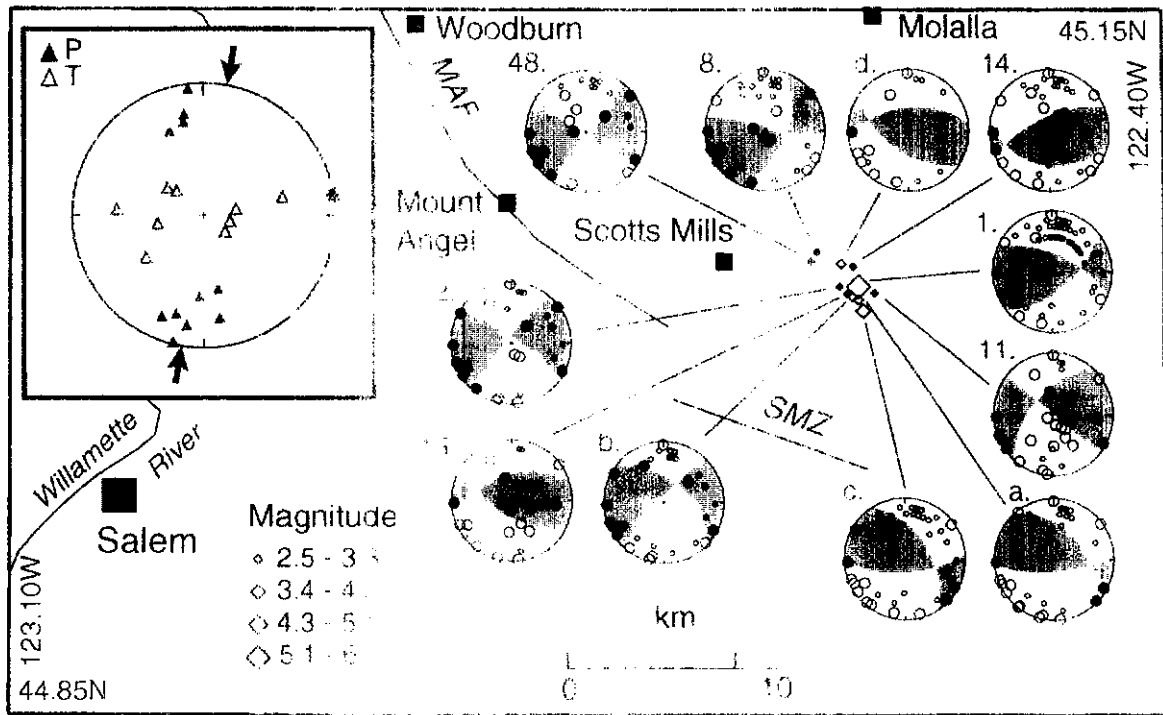 P
T
Woodburn
Molalla
45.15N
122.40W
48.
8.
d.
14.
MAF
Mount
Angel
Scotts Mills
1.
11.
SMZ
b.
c.
a.
Willamette
River
Salem
Magnitude
2.5 - 3
3.4 - 4
4.3 - 5
5.1 - 6
km
0
10
123.10W
44.85N